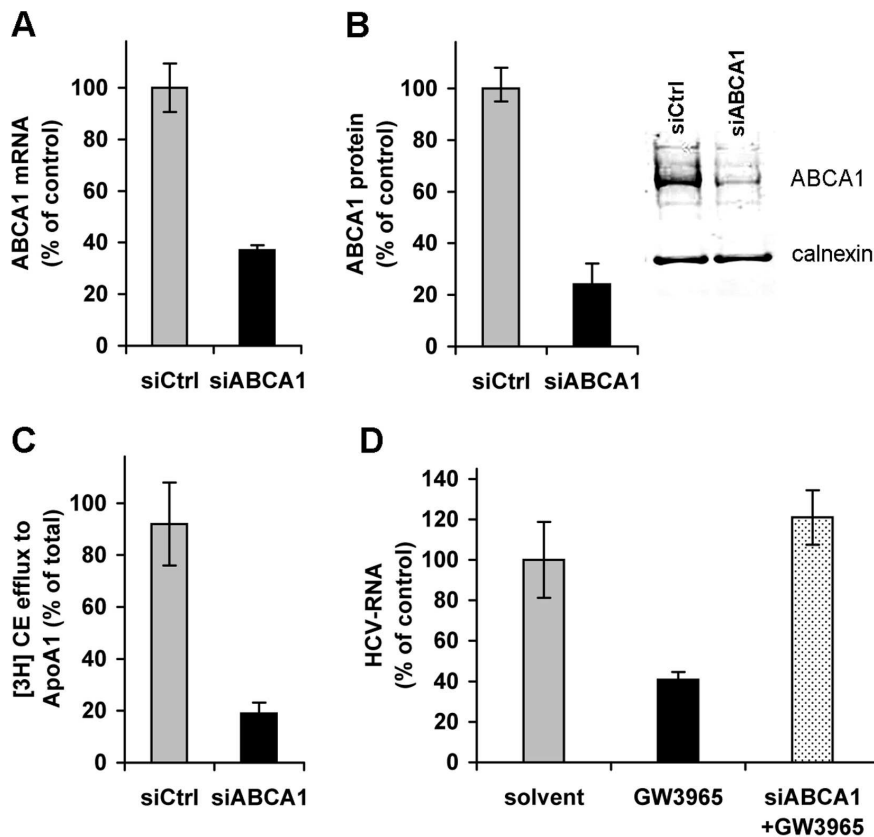 A
ABCA1 mRNA
(% of control)
100
80
60
40
20
0
siCtrl siABCA1
B
ABCA1 protein
(% of control)
100
80
60
40
20
0
siCtrl siABCA1
siCtrl
siABCA1
ABCA1
calnexin
C
[3H] CE efflux to
ApoA1 (% of total)
100
80
60
40
20
0
siCtrl siABCA1
D
HCV-RNA
(% of control)
140
120
100
80
60
40
20
0
solvent GW3965 siABCA1
+GW3965